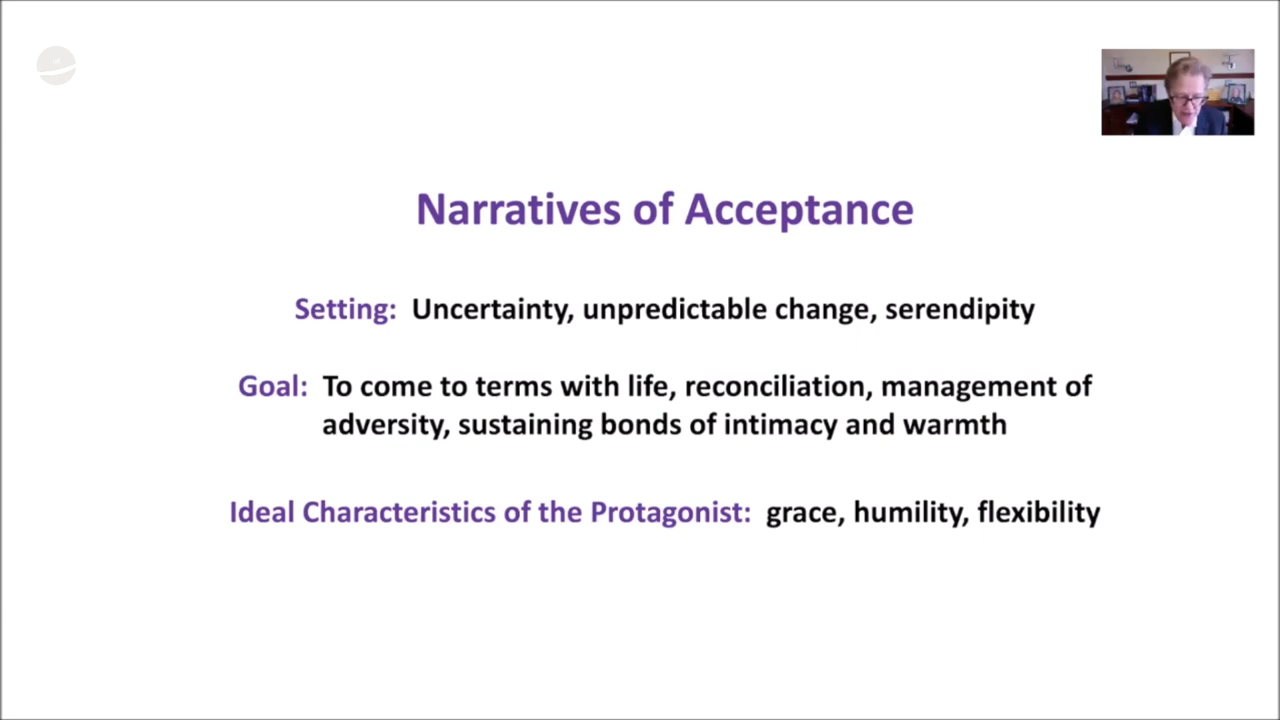 Narratives of Acceptance
Setting: Uncertainty, unpredictable change, serendipity
Goal: To come to terms with life, reconciliation, management of
adversity, sustaining bonds of intimacy and warmth
Ideal Characteristics of the Protagonist: grace, humility, flexibility